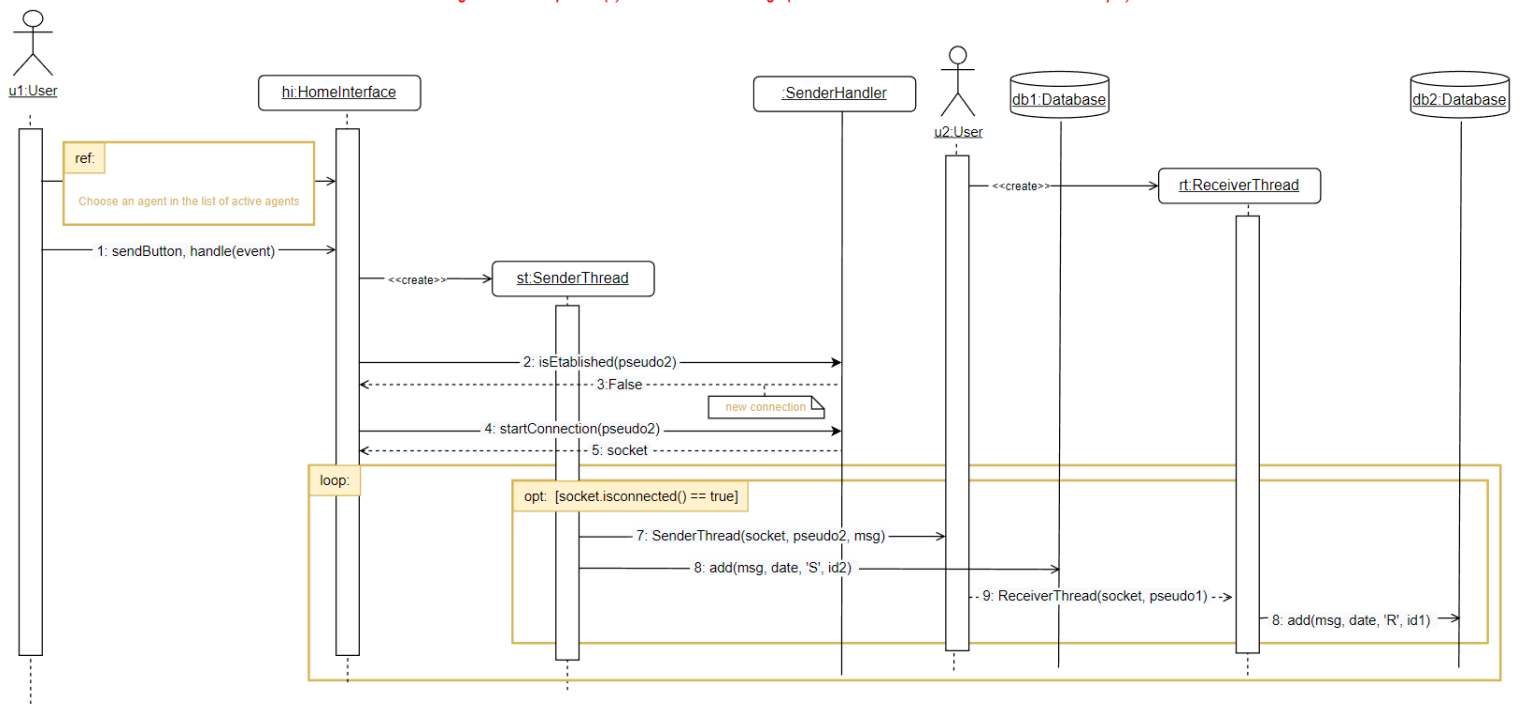 u1:User
hi:HomeInterface
:SenderHandler
u2:User
db1:Database
db2:Database
ref:
Choose an agent in the list of active agents
<<create>>
rt:ReceiverThread
1: sendButton, handle(event)
<<create>>
st:SenderThread
2: isEtablished(pseudo2)
3:False
new connection
4: startConnection(pseudo2)
5: socket
loop:
opt: [socket.isconnected() == true]
7: SenderThread(socket, pseudo2, msg)
8: add(msg, date, 'S', id2)
9: ReceiverThread(socket, pseudo1)
8: add(msg, date, 'R', id1)